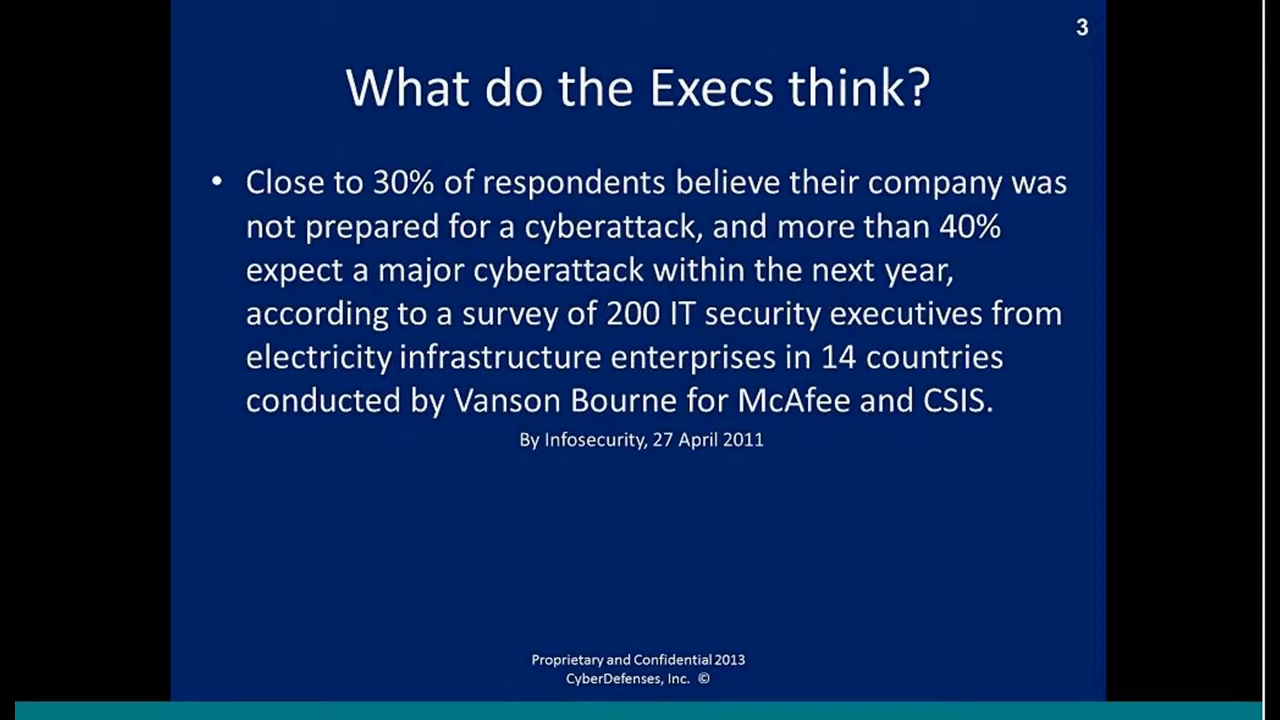 3
What do the Execs think?
• Close to 30% of respondents believe their company was
not prepared for a cyberattack, and more than 40%
expect a major cyberattack within the next year,
according to a survey of 200 IT security executives from
electricity infrastructure enterprises in 14 countries
conducted by Vanson Bourne for McAfee and CSIS.
By Infosecurity, 27 April 2011
Proprietary and Confidential 2013
CyberDefenses, Inc. ©